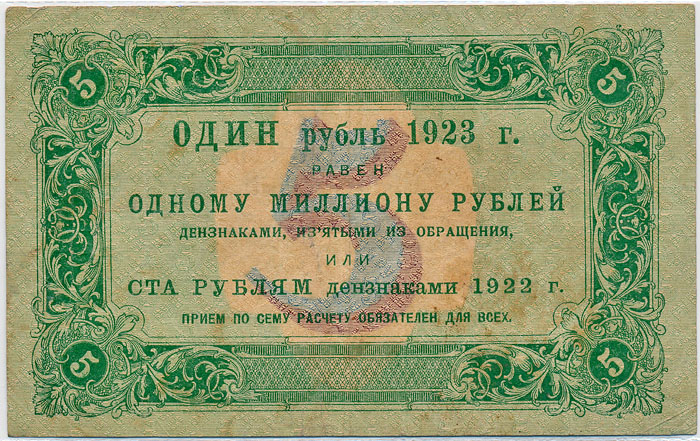 5 5
ОДИН рубль 1923 г.
РАВЕН
ОДНОМУ МИЛЛИОНУ РУБЛЕЙ
ДЕНЗНАКАМИ, ИЗ'ЯТЫМИ ИЗ ОБРАЩЕНИЯ,
ИЛИ
СТА РУБЛЯМ дензнаками 1922 г.
ПРИЕМ ПО СЕМУ РАСЧЕТУ ОБЯЗАТЕЛЕН ДЛЯ ВСЕХ.
5
5 5